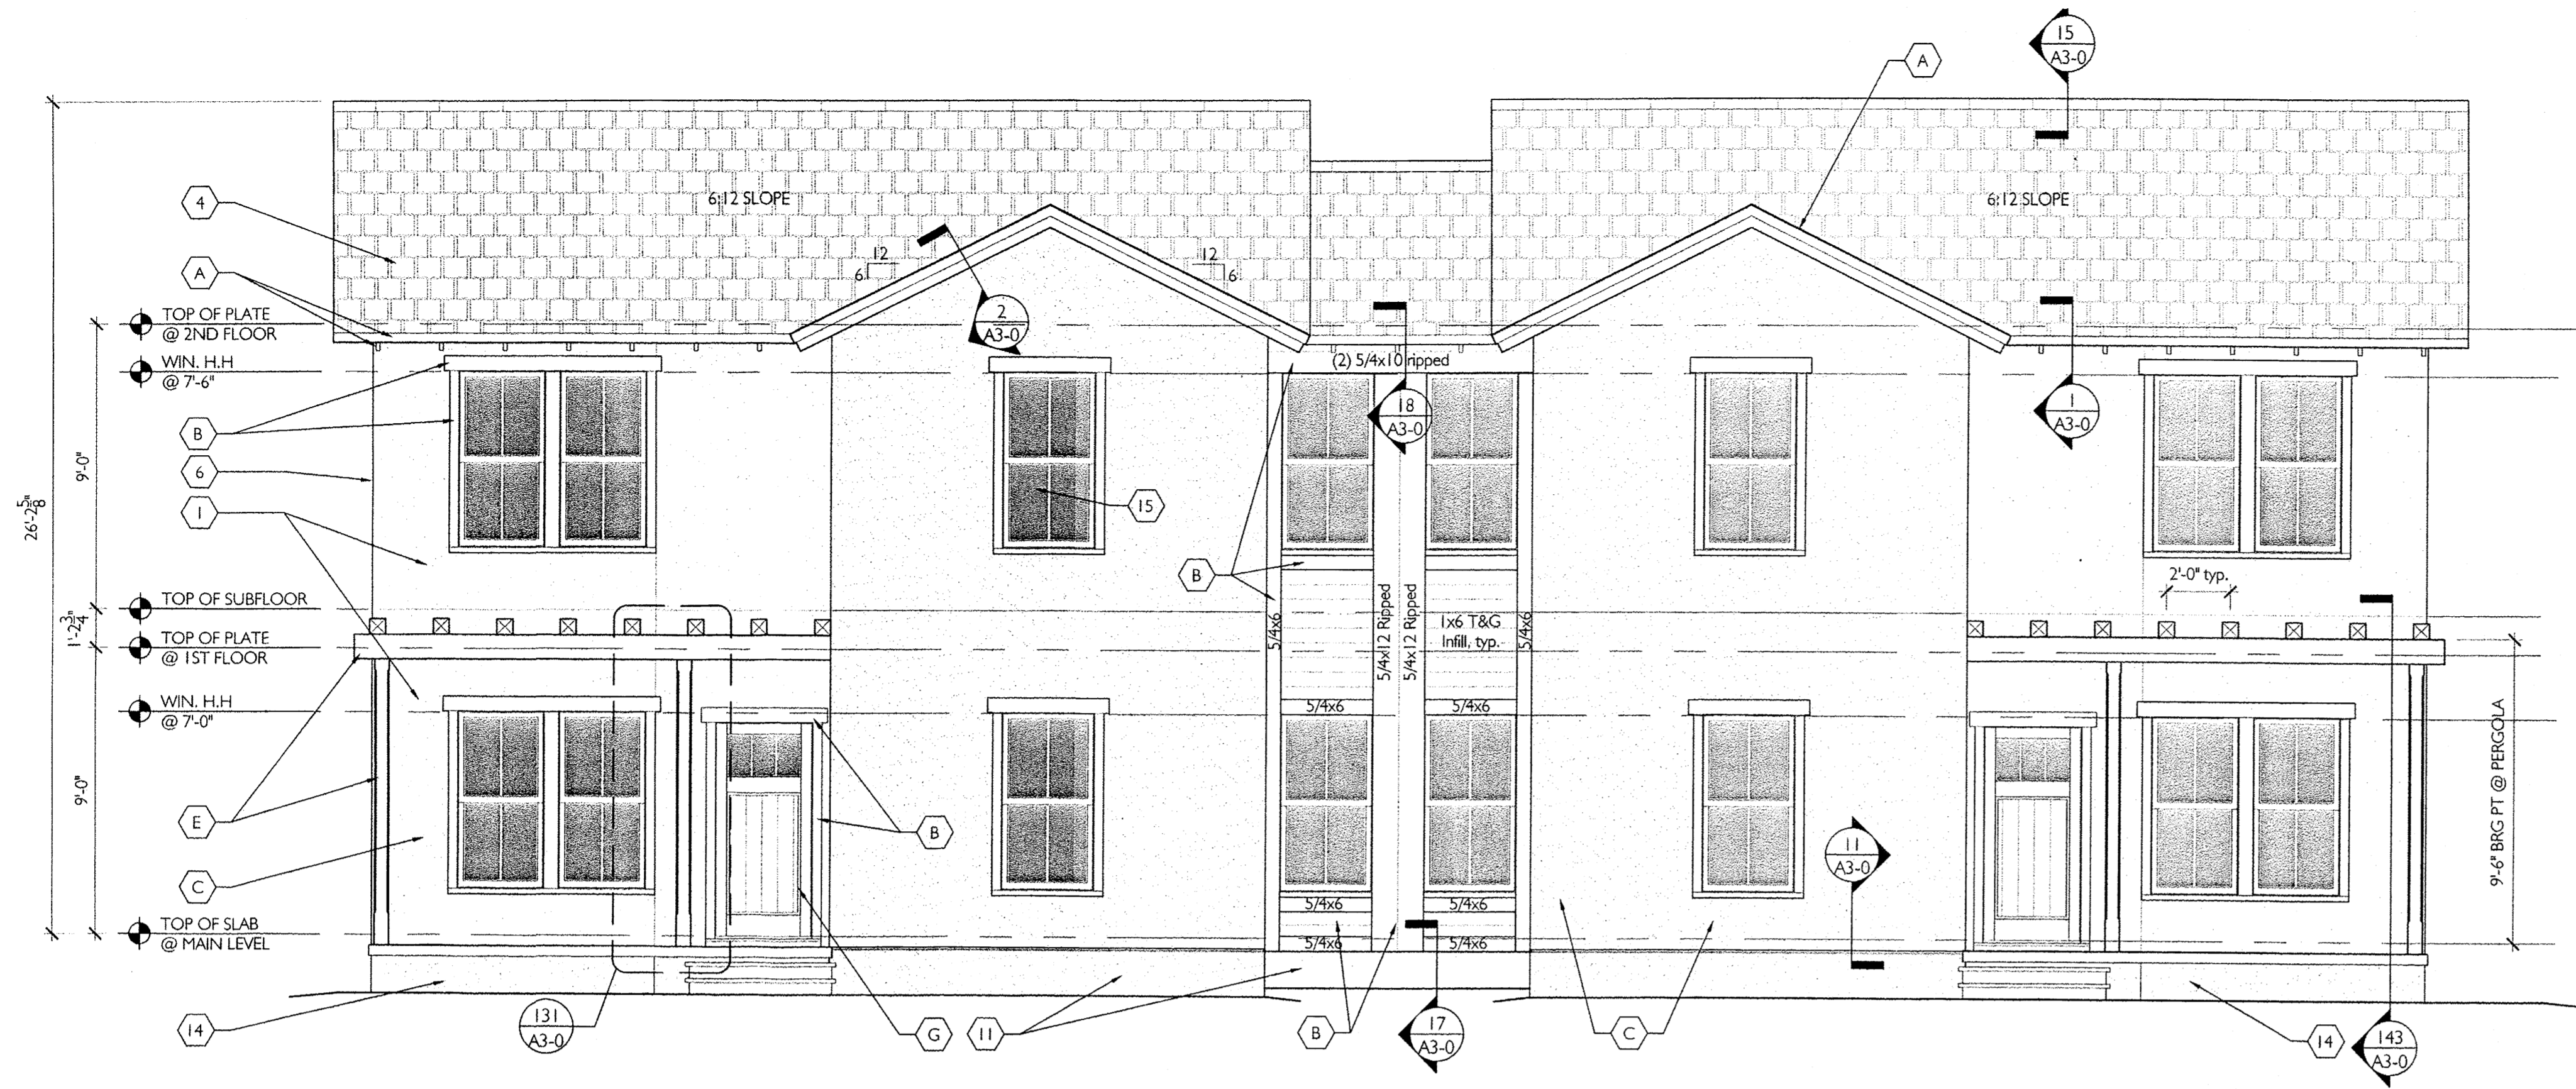 15
A3-0
A
4
6:12 SLOPE
6:12 SLOPE
A
12
6
12
6
2
A3-0
TOP OF PLATE
@ 2ND FLOOR
WIN. H.H
@ 7'-6"
(2) 5/4x10 ripped
18
A3-0
1
A3-0
B
6
1
15
9'-0"
26'-2 5/8"
B
TOP OF SUBFLOOR
2'-0" typ.
1'-2 3/4"
TOP OF PLATE
@ 1ST FLOOR
5/4x6
5/4x12 Ripped
5/4x12 Ripped
1x6 T&G
Infill, typ.
5/4x6
WIN. H.H
@ 7'-0"
5/4x6
5/4x6
9'-0"
E
B
11
A3-0
9'-6" BRG PT @ PERGOLA
C
5/4x6
5/4x6
TOP OF SLAB
@ MAIN LEVEL
5/4x6
5/4x6
14
131
A3-0
G
11
B
17
A3-0
C
14
143
A3-0